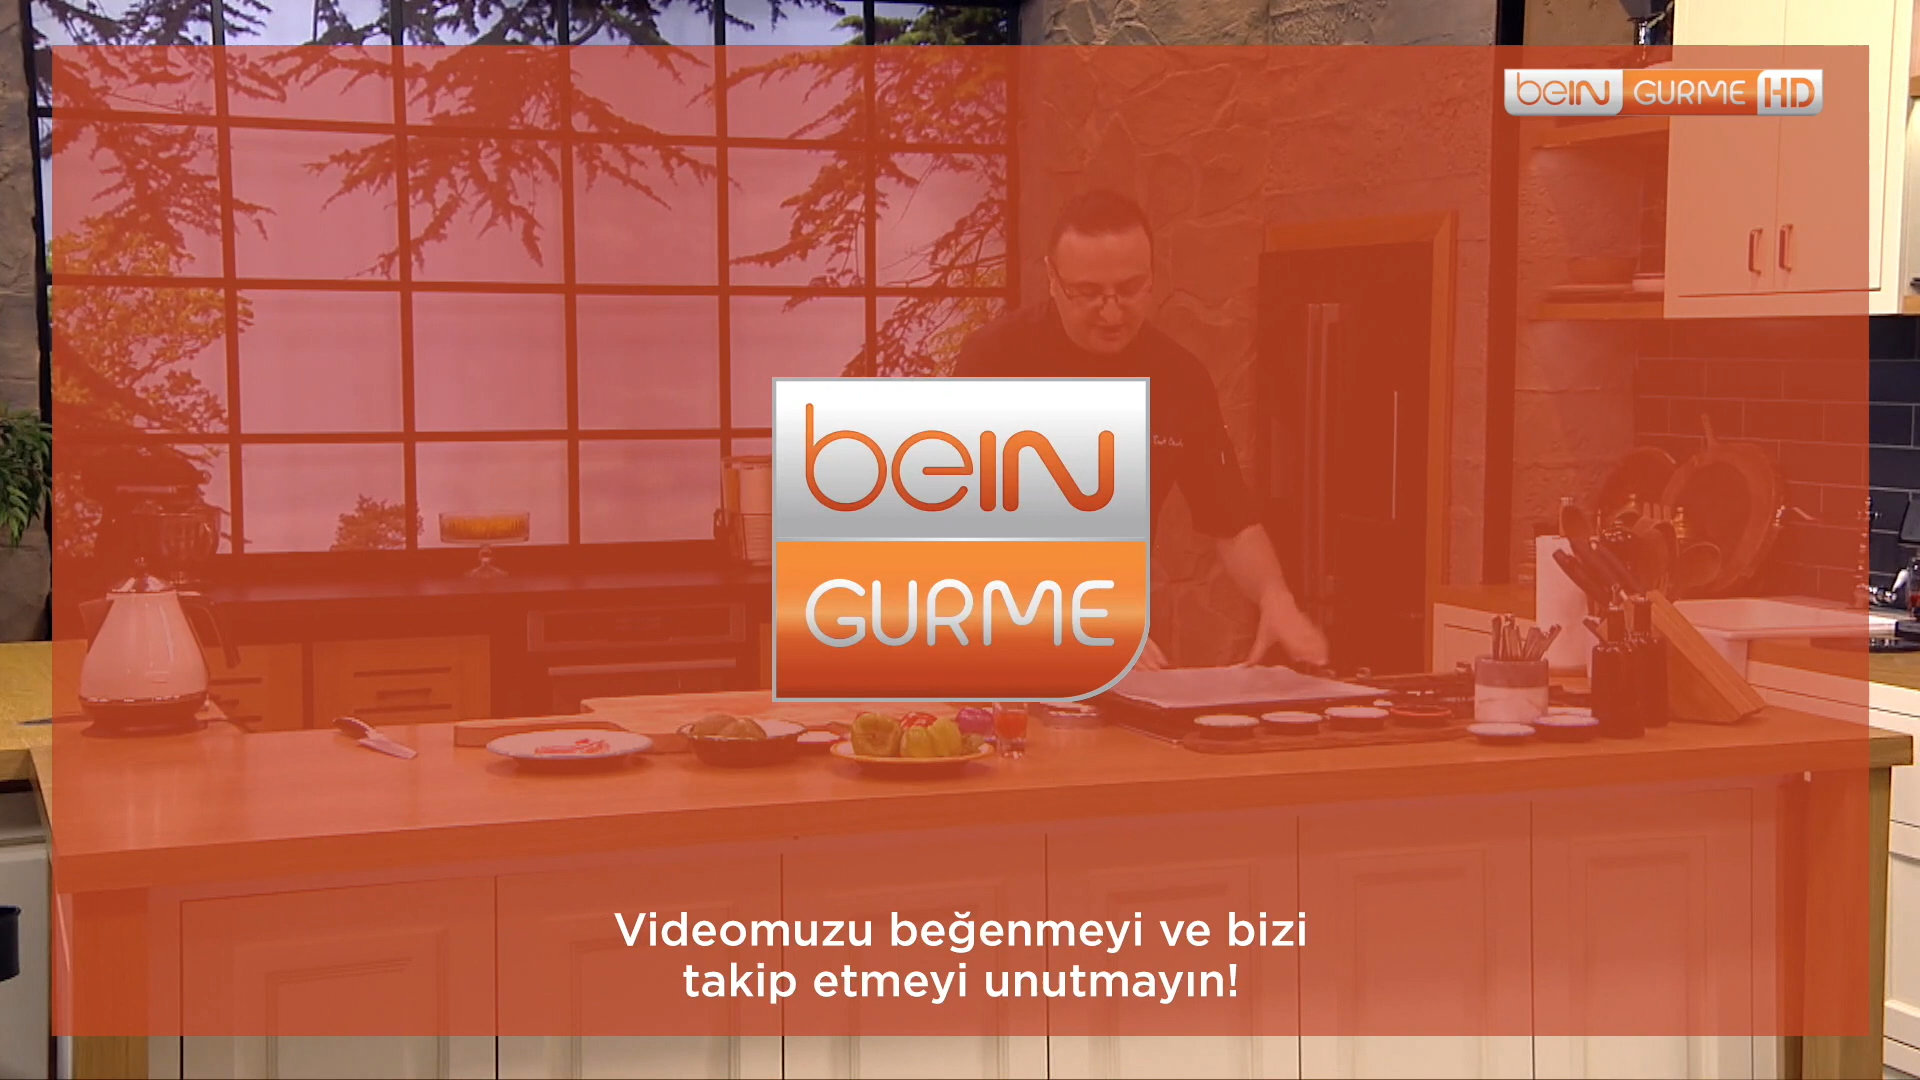 beIN GURME HD
beIN
GURME
Videomuzu beğenmeyi ve bizi
takip etmeyi unutmayın!